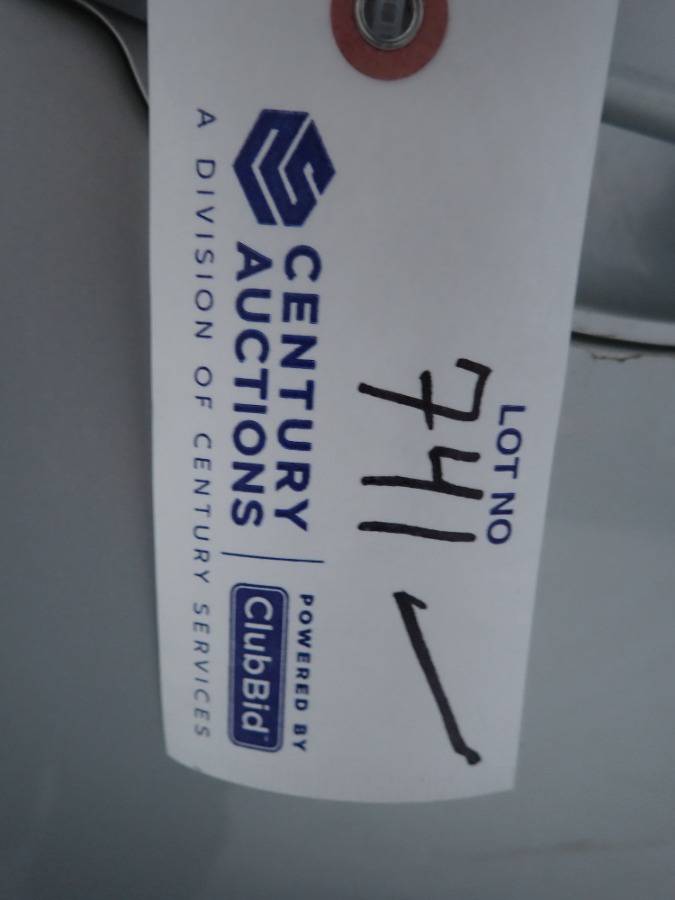 LOT NO
741
CENTURY
AUCTIONS
POWERED BY
ClubBid
A DIVISION OF CENTURY SERVICES